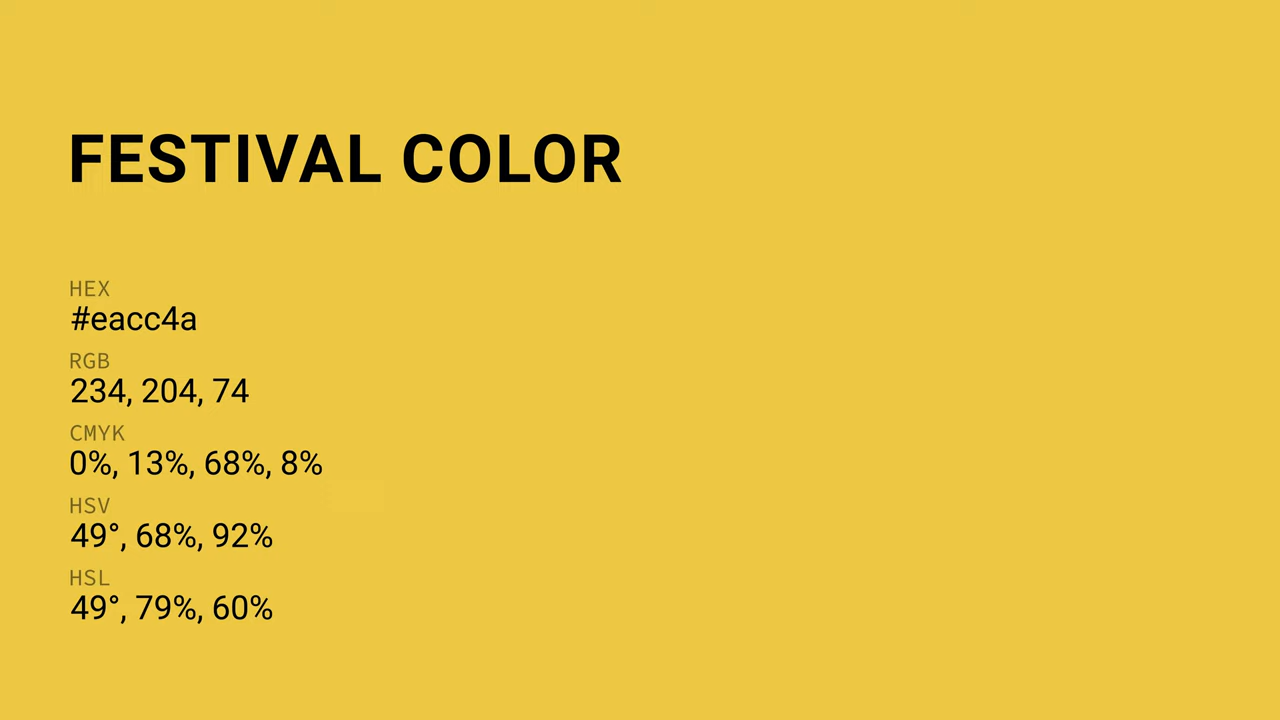 FESTIVAL COLOR
HEX
#eacc4a
RGB
234, 204, 74
CMYK
0%, 13%, 68%, 8%
HSV
49°, 68%, 92%
HSL
49°, 79%, 60%